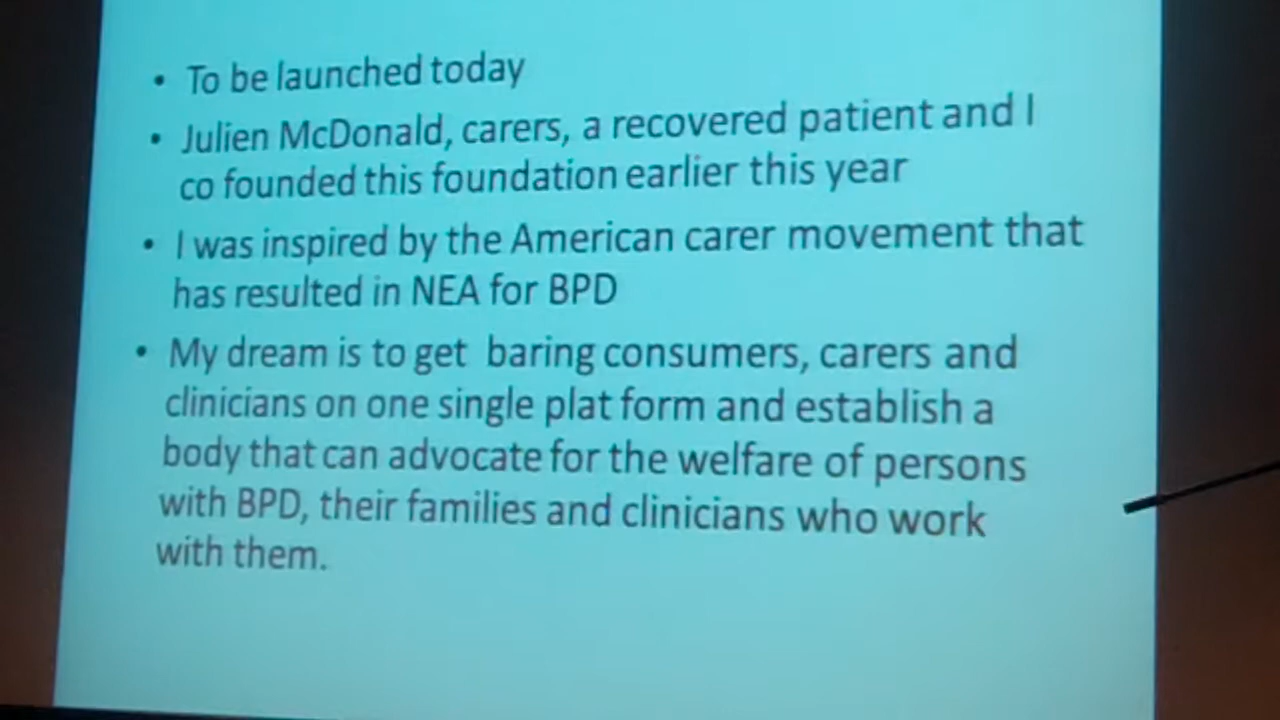 • To be launched today
• Julien McDonald, carers, a recovered patient and I
co founded this foundation earlier this year
• I was inspired by the American carer movement that
has resulted in NEA for BPD
• My dream is to get baring consumers, carers and
clinicians on one single plat form and establish a
body that can advocate for the welfare of persons
with BPD, their families and clinicians who work
with them.